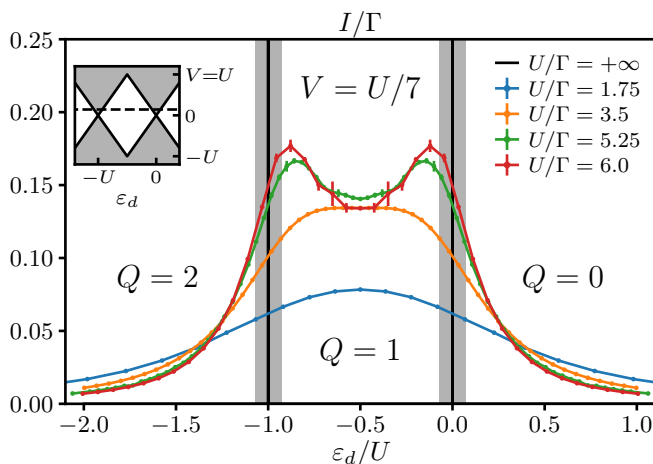 I/Γ
0.25
0.20
0.15
0.10
0.05
0.00
V=U
0
−U
−U 0
ε_d
V = U/7
U/Γ = +∞
U/Γ = 1.75
U/Γ = 3.5
U/Γ = 5.25
U/Γ = 6.0
Q = 2
Q = 0
Q = 1
−2.0 −1.5 −1.0 −0.5 0.0 0.5 1.0
ε_d/U